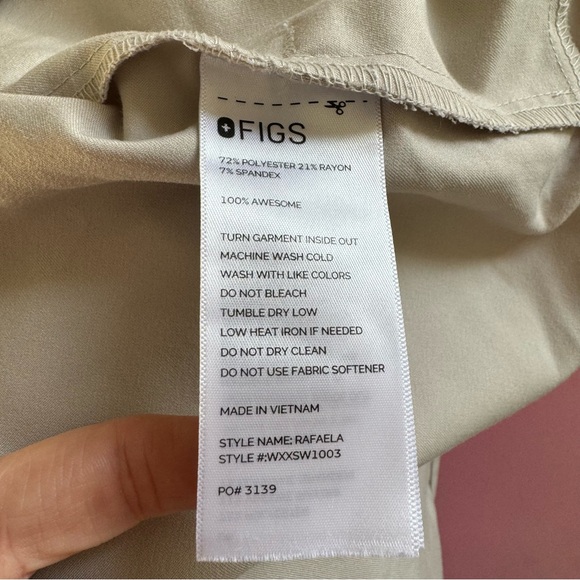 FIGS
72% POLYESTER 21% RAYON
7% SPANDEX
100% AWESOME
TURN GARMENT INSIDE OUT
MACHINE WASH COLD
WASH WITH LIKE COLORS
DO NOT BLEACH
TUMBLE DRY LOW
LOW HEAT IRON IF NEEDED
DO NOT DRY CLEAN
DO NOT USE FABRIC SOFTENER
MADE IN VIETNAM
STYLE NAME: RAFAELA
STYLE #:WXXSW1003
PO# 3139